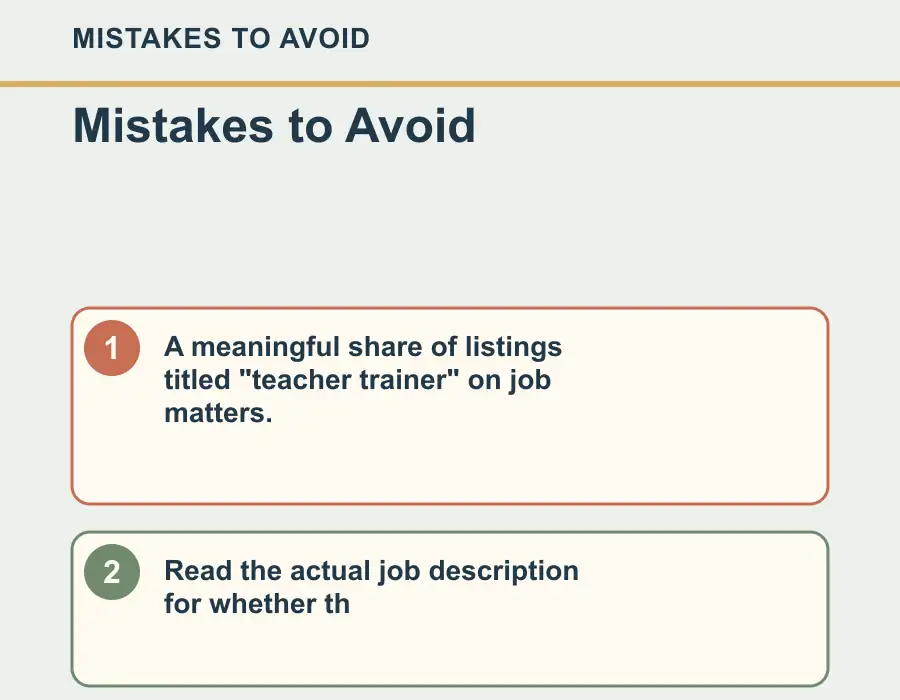 MISTAKES TO AVOID
Mistakes to Avoid
1
A meaningful share of listings
titled "teacher trainer" on job
matters.
2
Read the actual job description
for whether th